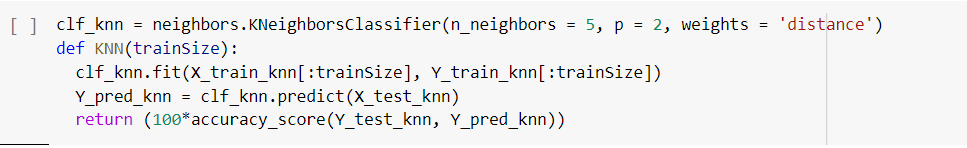 [ ] clf_knn = neighbors.KNeighborsClassifier(n_neighbors = 5, p = 2, weights = 'distance')
def KNN(trainSize):
  clf_knn.fit(X_train_knn[:trainSize], Y_train_knn[:trainSize])
  Y_pred_knn = clf_knn.predict(X_test_knn)
  return (100*accuracy_score(Y_test_knn, Y_pred_knn))